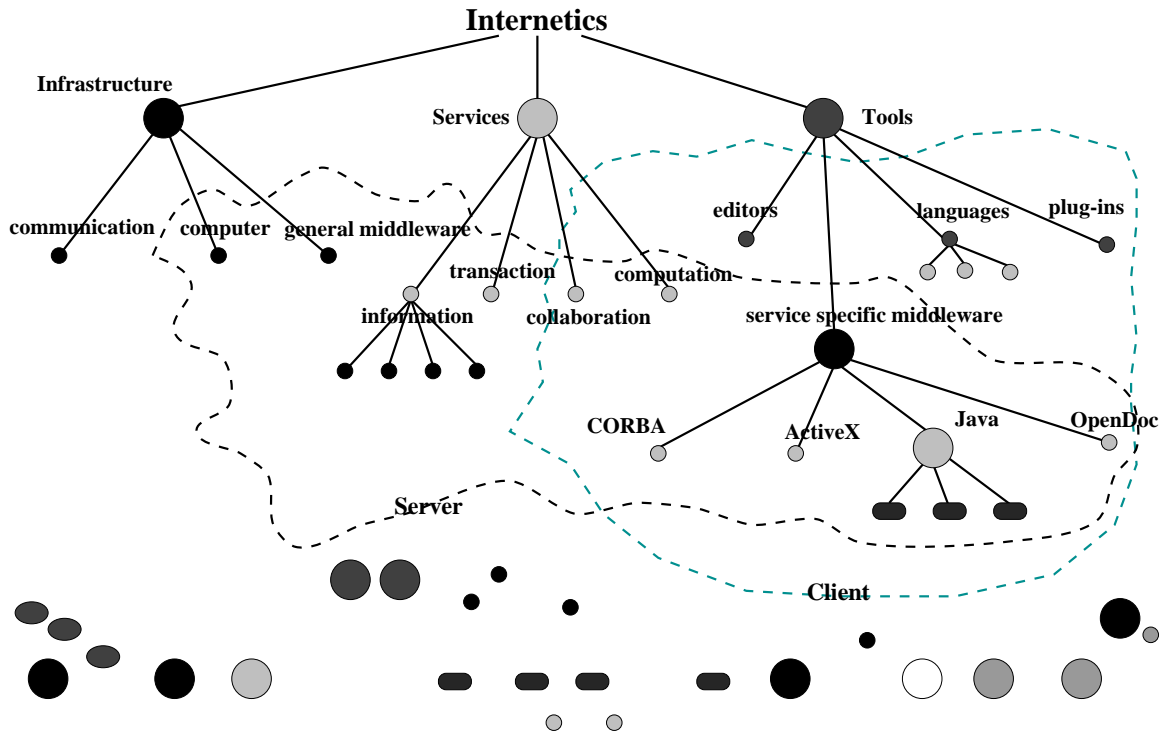 Internetics
Infrastructure
Services
Tools
communication
computer
general middleware
editors
languages
plug-ins
transaction
computation
information
collaboration
service specific middleware
CORBA
ActiveX
Java
OpenDoc
Server
Client